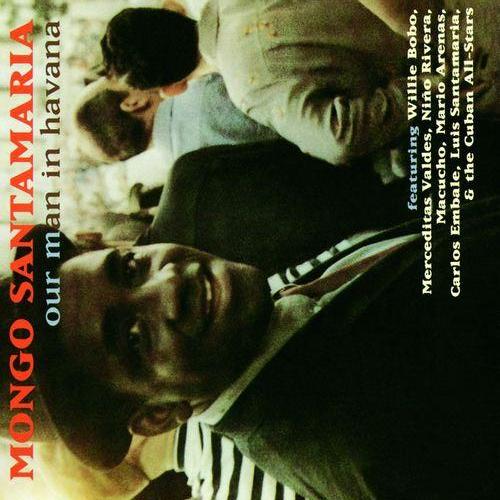 MONGO SANTAMARIA
our man in havana
featuring Willie Bobo,
Merceditas Valdes, Niño Rivera,
Macucho, Mario Arenas,
Carlos Embale, Luis Santamaria,
& the Cuban All-Stars